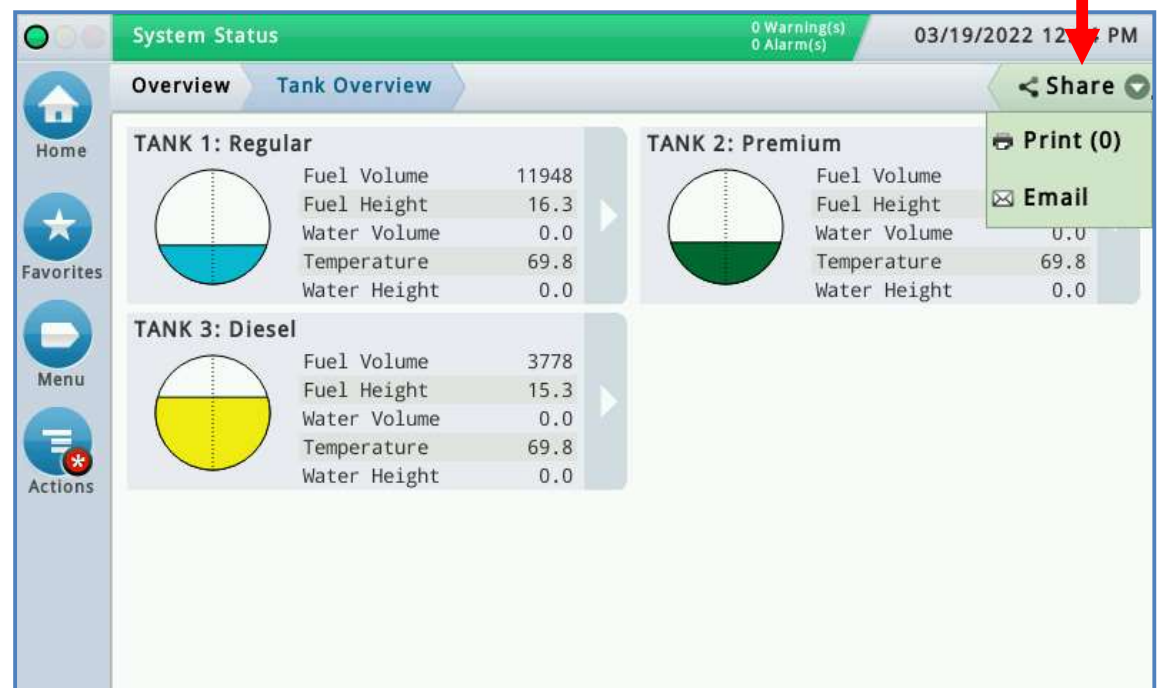 System Status
0 Warning(s)
0 Alarm(s)
03/19/2022 12: PM
Overview
Tank Overview
Share
Print (0)
Email
Home
Favorites
Menu
Actions
TANK 1: Regular
Fuel Volume 11948
Fuel Height 16.3
Water Volume 0.0
Temperature 69.8
Water Height 0.0
TANK 2: Premium
Fuel Volume
Fuel Height
Water Volume 0.0
Temperature 69.8
Water Height 0.0
TANK 3: Diesel
Fuel Volume 3778
Fuel Height 15.3
Water Volume 0.0
Temperature 69.8
Water Height 0.0